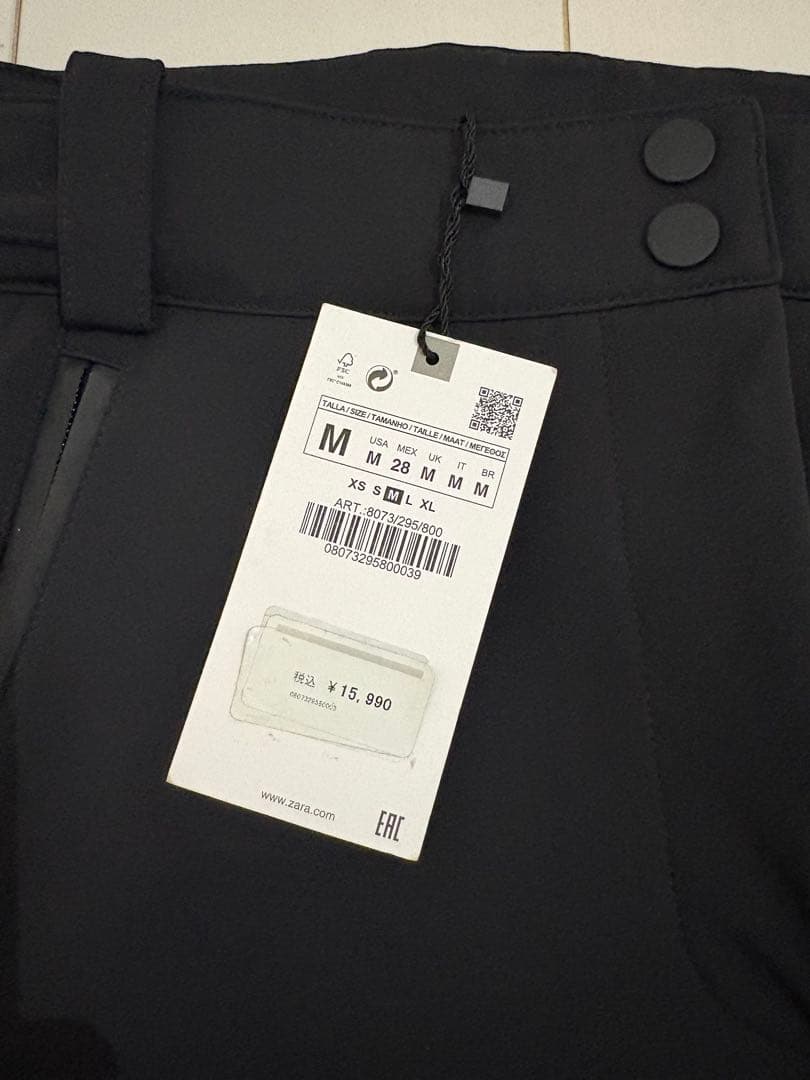 FSC
TALLA / SIZE / TAMANHO / TAILLE / MAAT / ΜΕΓΕΘΟΣ
M USA M MEX 28 UK M IT M BR M
XS S M L XL
ART.:8073/295/800
08073295800039
税込 ¥15,990
www.zara.com
EAC